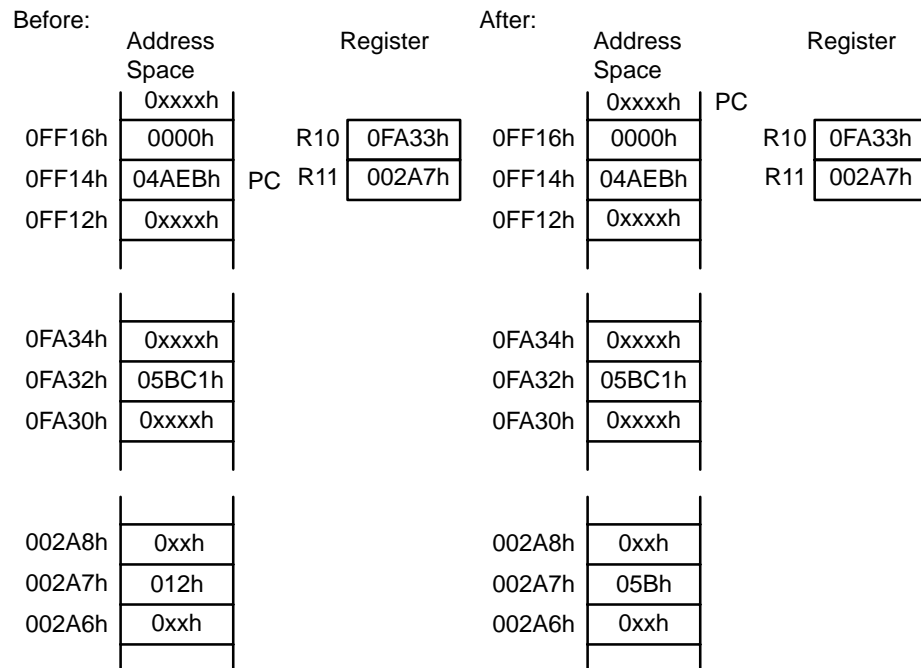 Before: After:
Address Register Address Register
Space Space
0xxxxh 0xxxxh PC
0FF16h 0000h R10 0FA33h 0FF16h 0000h R10 0FA33h
0FF14h 04AEBh PC R11 002A7h 0FF14h 04AEBh R11 002A7h
0FF12h 0xxxxh 0FF12h 0xxxxh
0FA34h 0xxxxh 0FA34h 0xxxxh
0FA32h 05BC1h 0FA32h 05BC1h
0FA30h 0xxxxh 0FA30h 0xxxxh
002A8h 0xxh 002A8h 0xxh
002A7h 012h 002A7h 05Bh
002A6h 0xxh 002A6h 0xxh